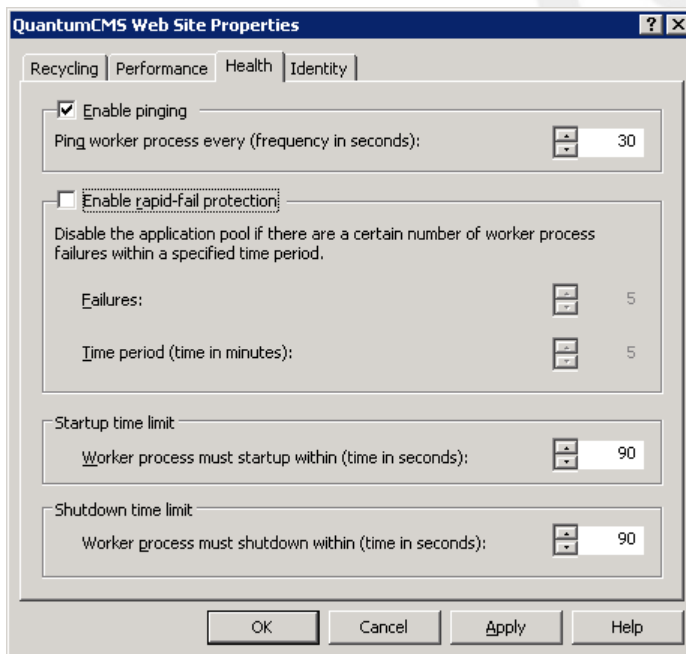 QuantumCMS Web Site Properties
? X
Recycling Performance Health Identity
Enable pinging
Ping worker process every (frequency in seconds): 30
Enable rapid-fail protection
Disable the application pool if there are a certain number of worker process
failures within a specified time period.
Failures: 5
Time period (time in minutes): 5
Startup time limit
Worker process must startup within (time in seconds): 90
Shutdown time limit
Worker process must shutdown within (time in seconds): 90
OK Cancel Apply Help